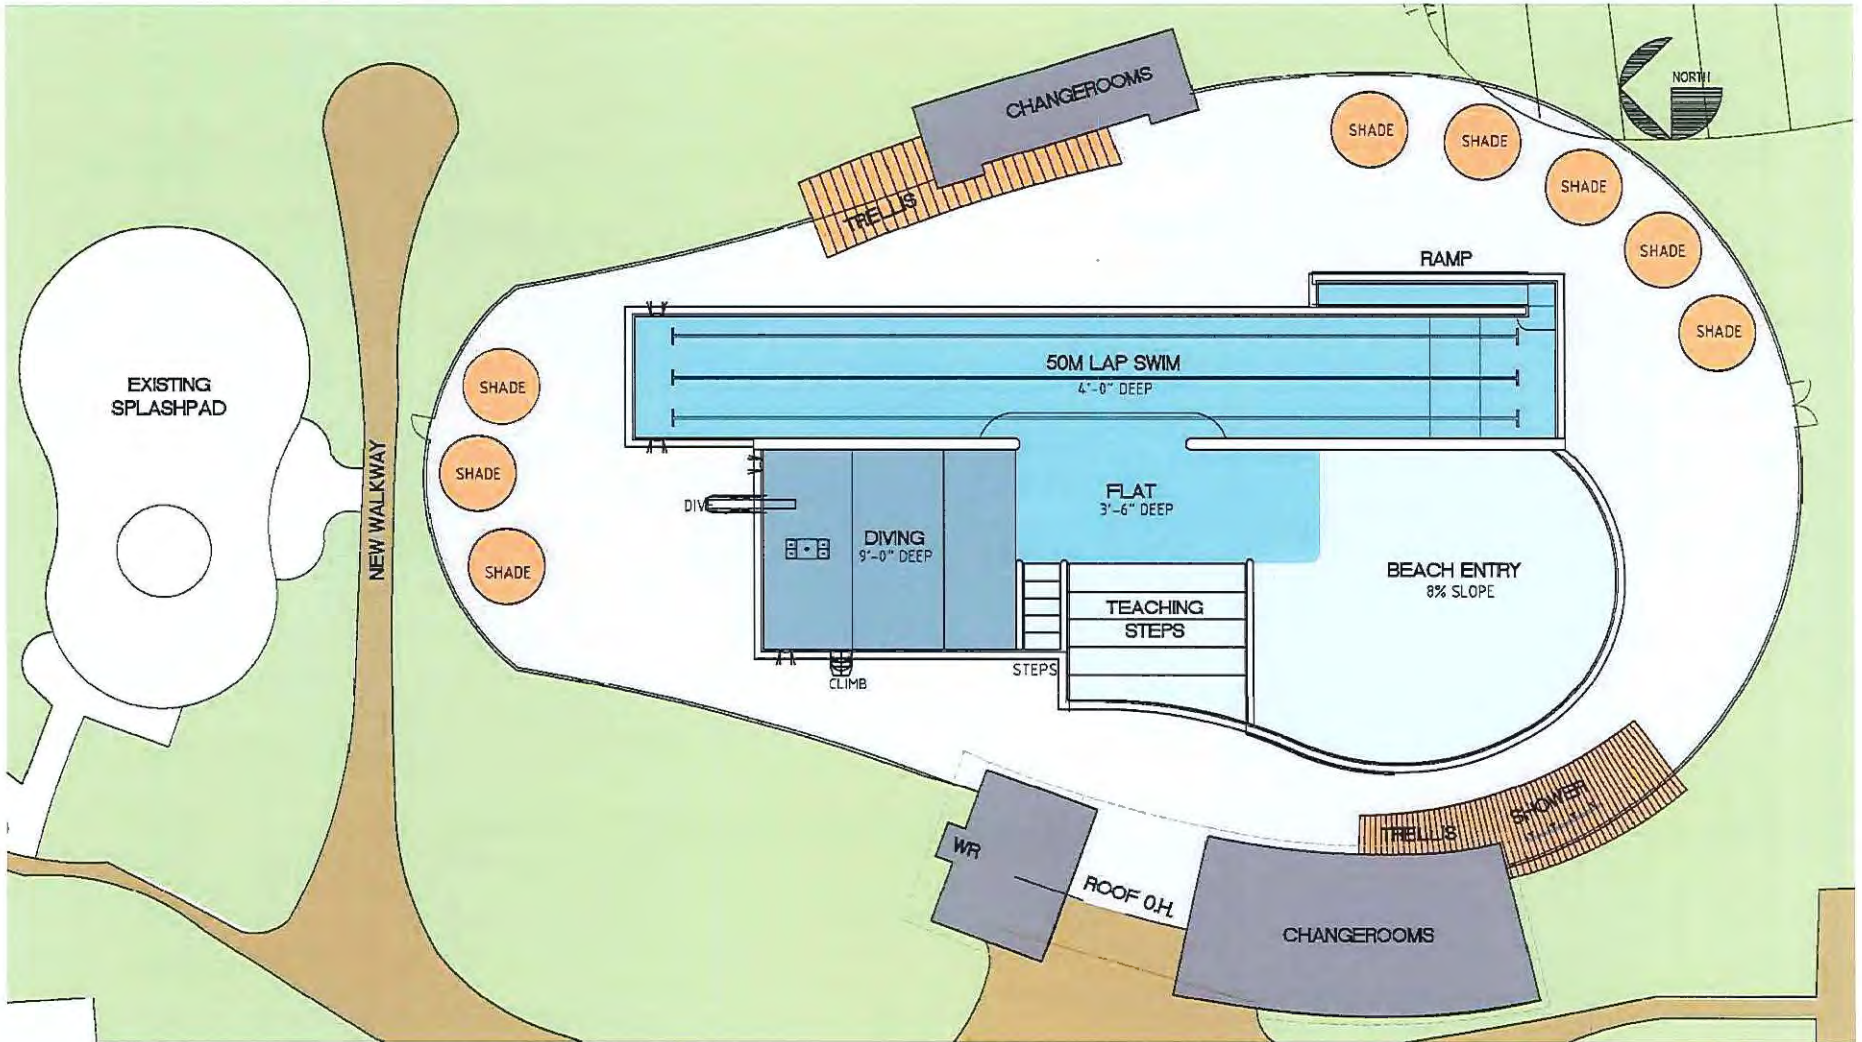 NORTH
CHANGEROOMS
SHADE
SHADE
SHADE
SHADE
SHADE
TRELLIS
RAMP
50M LAP SWIM
4'-0" DEEP
EXISTING
SPLASHPAD
SHADE
SHADE
SHADE
NEW WALKWAY
DIVE
DIVING
9'-0" DEEP
FLAT
3'-6" DEEP
BEACH ENTRY
8% SLOPE
TEACHING
STEPS
STEPS
CLIMB
SHOWER
TRELLIS
WR
ROOF O.H.
CHANGEROOMS